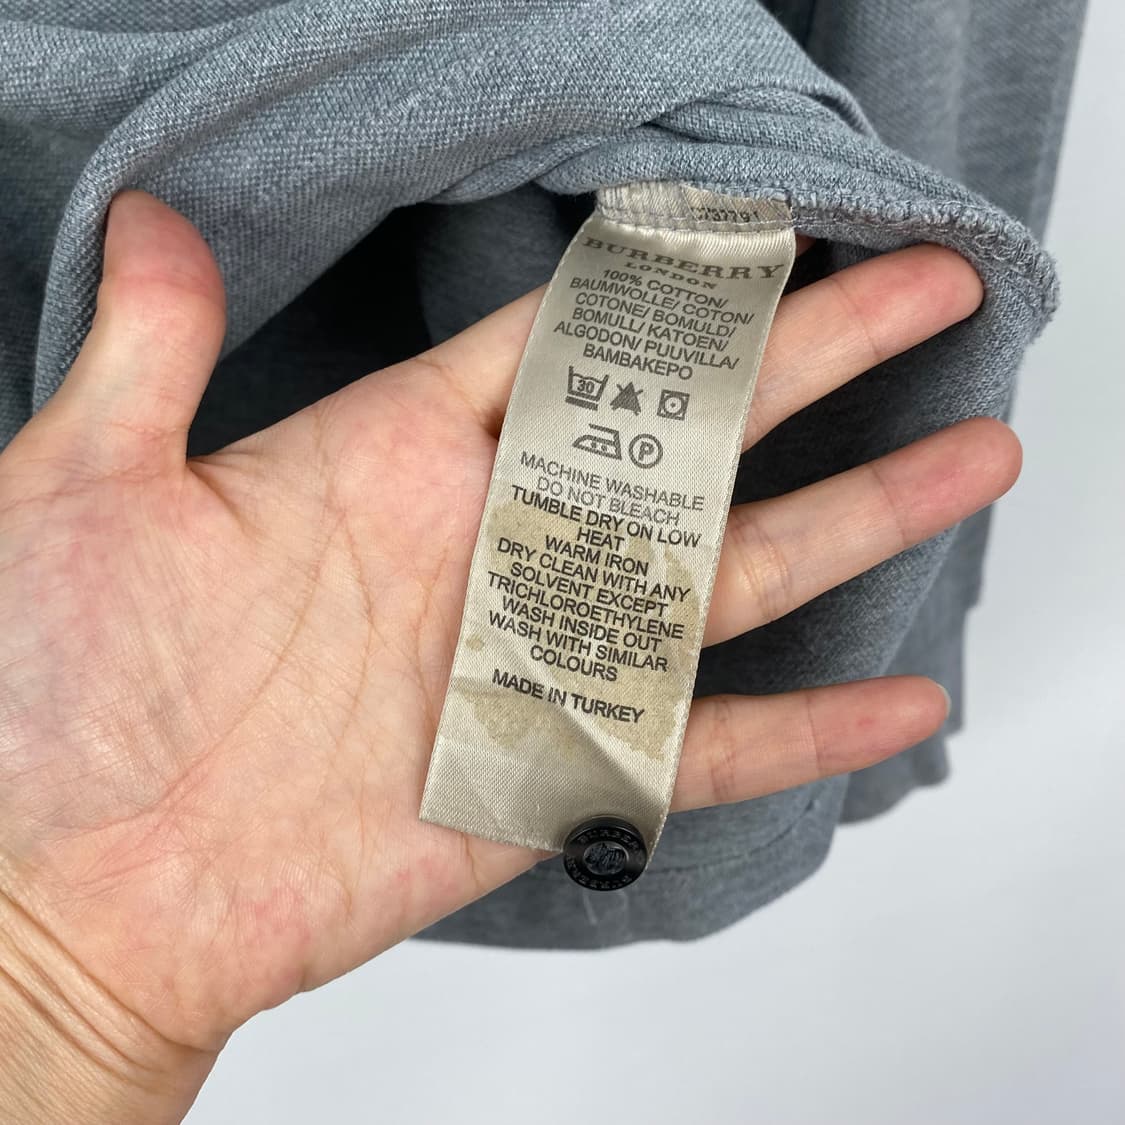 BURBERRY
LONDON
100% COTTON/
BAUMWOLLE/ COTON/
COTONE/ BOMULD/
BOMULL/ KATOEN/
ALGODON/ PUUVILLA/
BAMBAKEPO
30
P
MACHINE WASHABLE
DO NOT BLEACH
TUMBLE DRY ON LOW
HEAT
WARM IRON
DRY CLEAN WITH ANY
SOLVENT EXCEPT
TRICHLOROETHYLENE
WASH INSIDE OUT
WASH WITH SIMILAR
COLOURS
MADE IN TURKEY